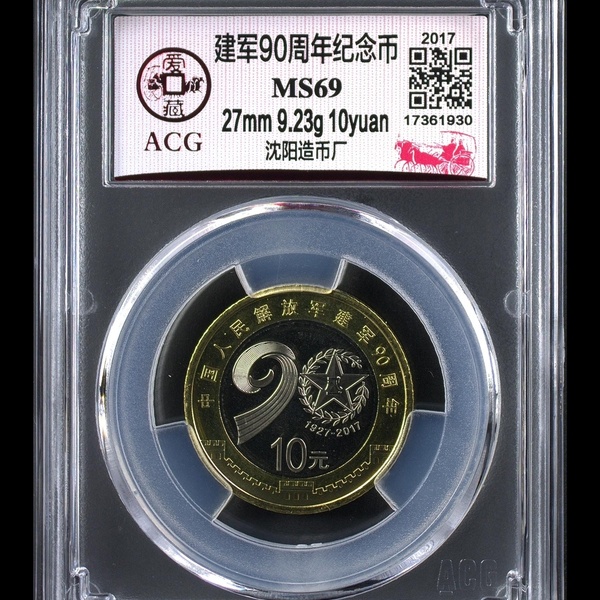 爱藏
ACG
建军90周年纪念币
MS69
27mm 9.23g 10yuan
沈阳造币厂
2017
17361930
中国人民解放军建军90周年
90
1927-2017
10元
ACG